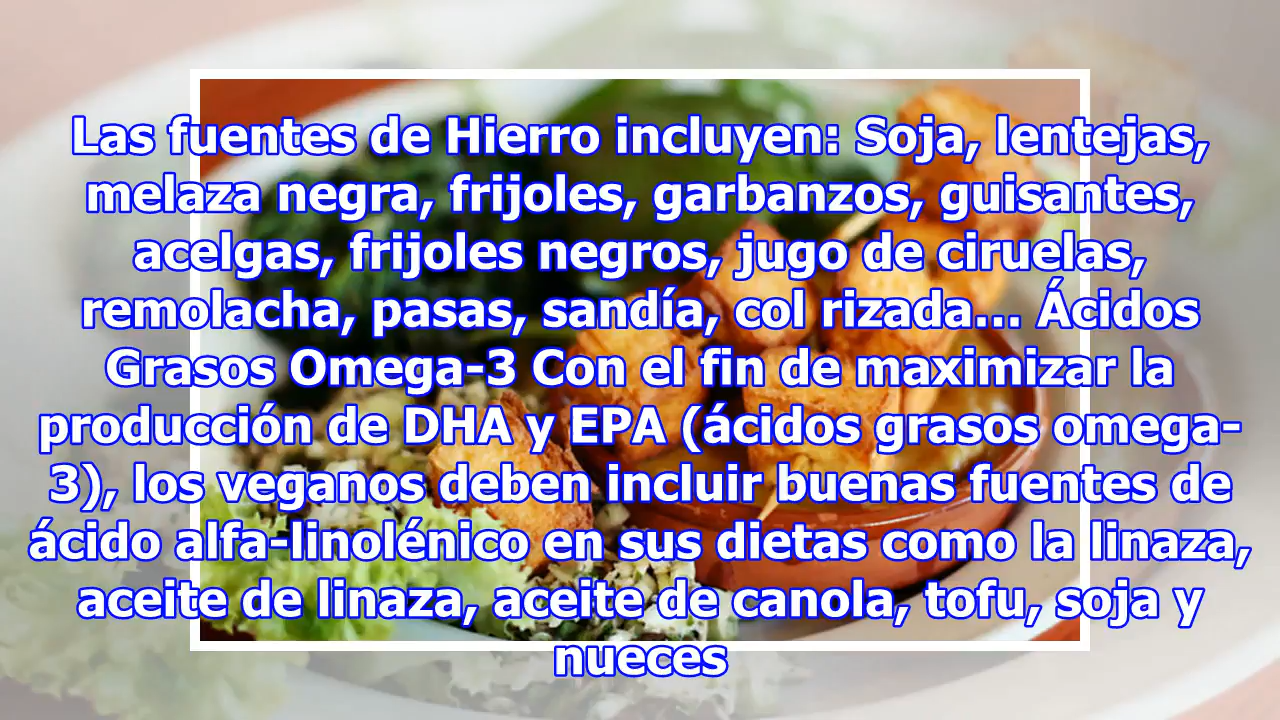 Las fuentes de Hierro incluyen: Soja, lentejas,
melaza negra, frijoles, garbanzos, guisantes,
acelgas, frijoles negros, jugo de ciruelas,
remolacha, pasas, sandía, col rizada... Ácidos
Grasos Omega-3 Con el fin de maximizar la
producción de DHA y EPA (ácidos grasos omega-
3), los veganos deben incluir buenas fuentes de
ácido alfa-linolénico en sus dietas como la linaza,
aceite de linaza, aceite de canola, tofu, soja y
nueces